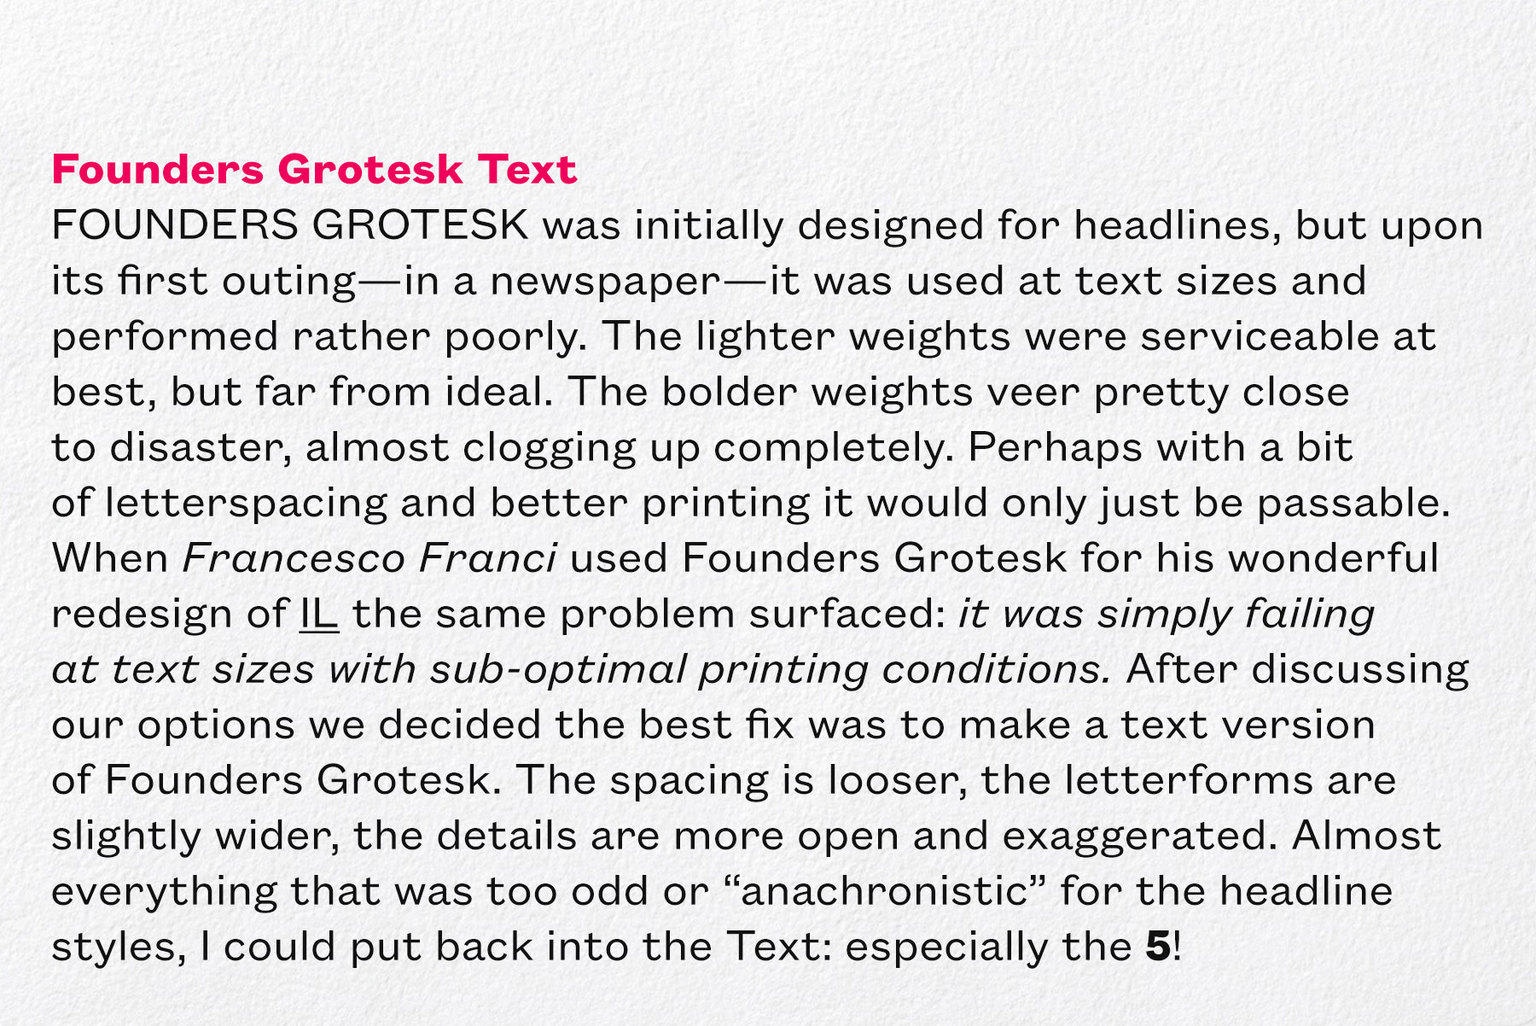 Founders Grotesk Text
FOUNDERS GROTESK was initially designed for headlines, but upon
its first outing—in a newspaper—it was used at text sizes and
performed rather poorly. The lighter weights were serviceable at
best, but far from ideal. The bolder weights veer pretty close
to disaster, almost clogging up completely. Perhaps with a bit
of letterspacing and better printing it would only just be passable.
When Francesco Franci used Founders Grotesk for his wonderful
redesign of IL the same problem surfaced: it was simply failing
at text sizes with sub-optimal printing conditions. After discussing
our options we decided the best fix was to make a text version
of Founders Grotesk. The spacing is looser, the letterforms are
slightly wider, the details are more open and exaggerated. Almost
everything that was too odd or “anachronistic” for the headline
styles, I could put back into the Text: especially the 5!